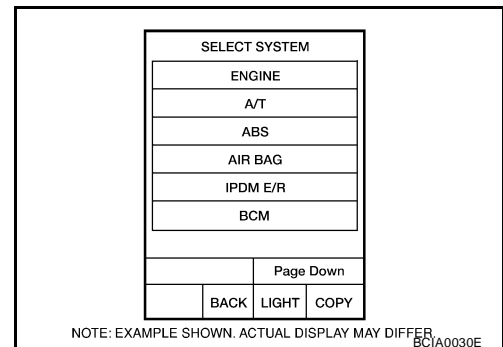 SELECT SYSTEM
ENGINE
A/T
ABS
AIR BAG
IPDM E/R
BCM
Page Down
BACK LIGHT COPY
NOTE: EXAMPLE SHOWN. ACTUAL DISPLAY MAY DIFFER.
BCIA0030E